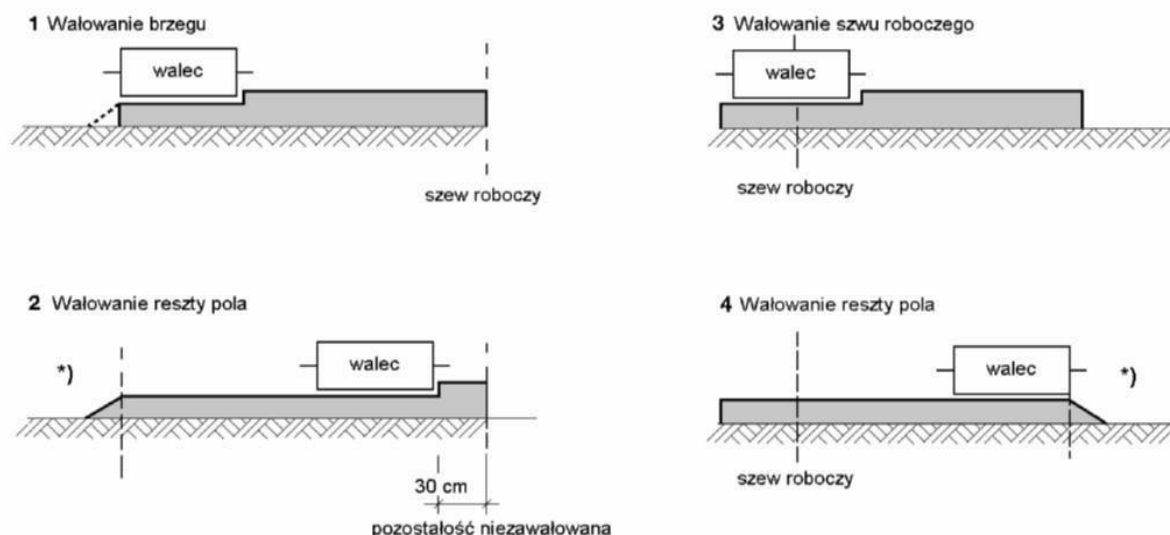 1 Wałowanie brzegu
walec
szew roboczy
2 Wałowanie reszty pola
*)
walec
30 cm
pozostałość niezawałowana
3 Wałowanie szwu roboczego
walec
szew roboczy
4 Wałowanie reszty pola
walec
*)
szew roboczy